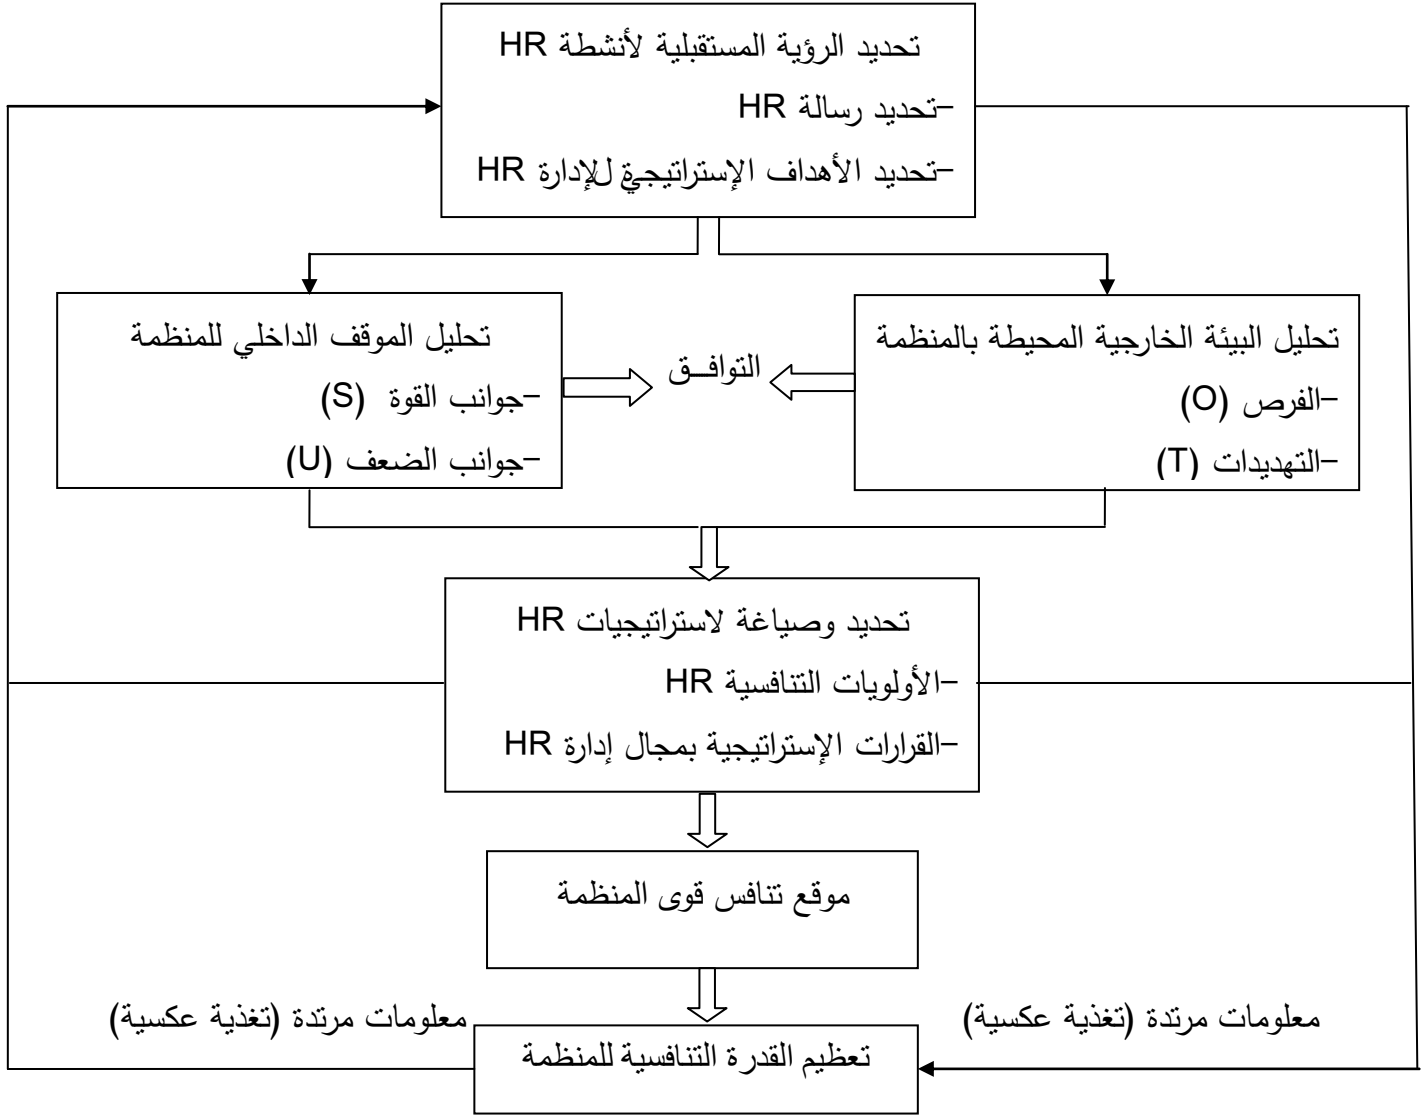 تحديد الرؤية المستقبلية لأنشطة HR
-تحديد رسالة HR
-تحديد الأهداف الإستراتيجية للإدارة HR
تحليل البيئة الخارجية المحيطة بالمنظمة
-الفرص (O)
-التهديدات (T)
التوافــق
تحليل الموقف الداخلي للمنظمة
-جوانب القوة (S)
-جوانب الضعف (U)
تحديد وصياغة لاستراتيجيات HR
-الأولويات التنافسية HR
-القرارات الإستراتيجية بمجال إدارة HR
موقع تنافس قوى المنظمة
معلومات مرتدة (تغذية عكسية)
معلومات مرتدة (تغذية عكسية)
تعظيم القدرة التنافسية للمنظمة